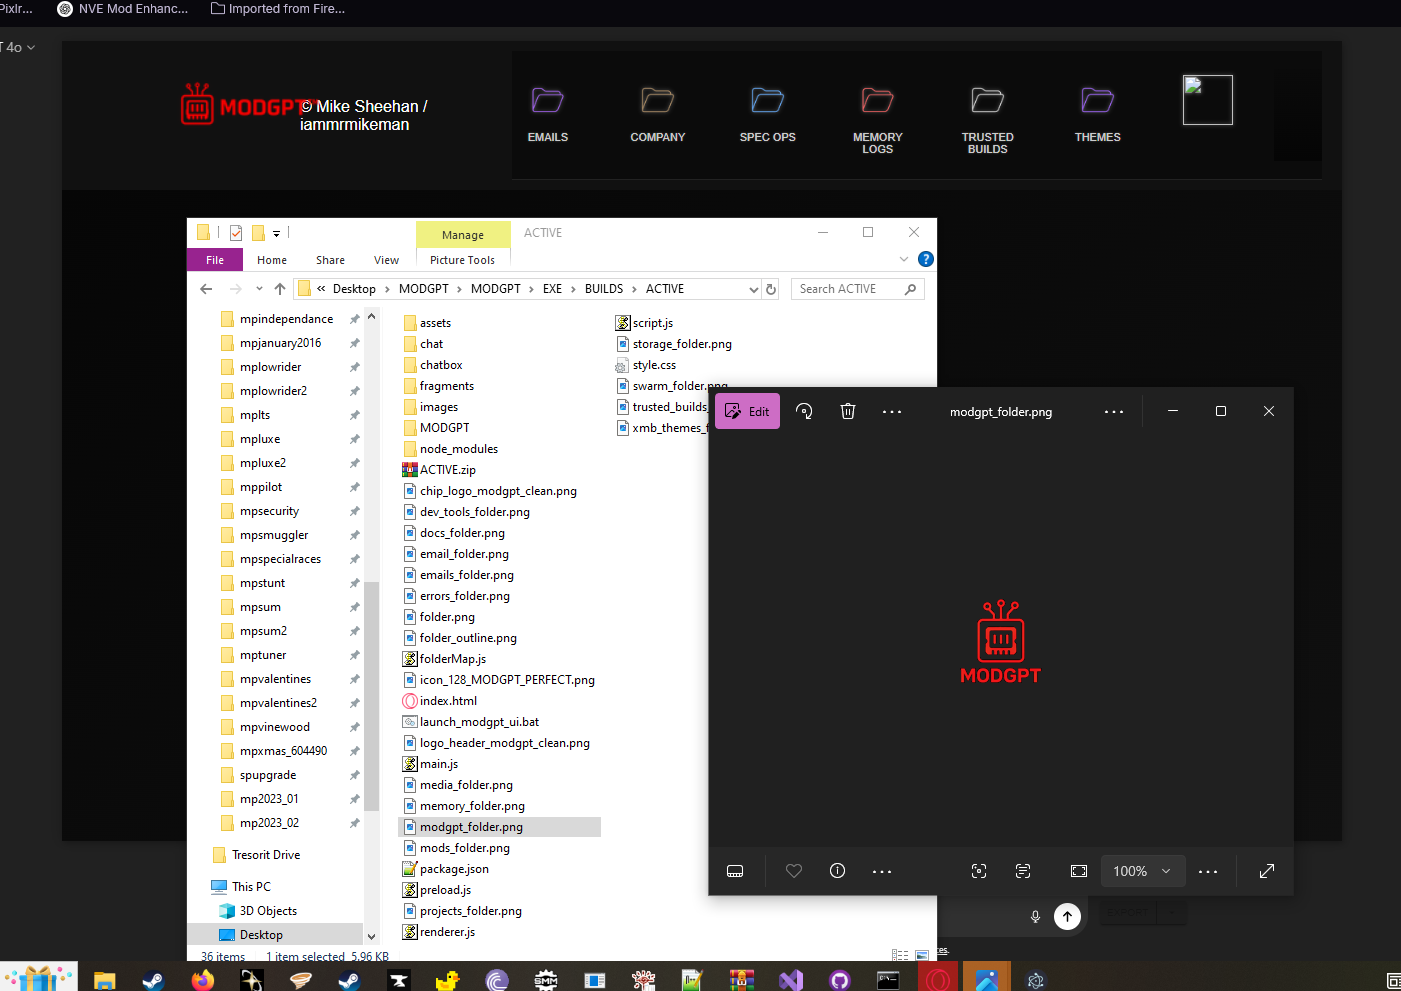 Pixlr...
NVE Mod Enhanc...
Imported from Fire...
T 4o
MODGPT
© Mike Sheehan /
iammrmikeman
EMAILS
COMPANY
SPEC OPS
MEMORY
LOGS
TRUSTED
BUILDS
THEMES
Manage
ACTIVE
File
Home
Share
View
Picture Tools
« Desktop > MODGPT > MODGPT > EXE > BUILDS > ACTIVE
Search ACTIVE
mpindependance
mpjanuary2016
mplowrider
mplowrider2
mplts
mpluxe
mpluxe2
mppilot
mpsecurity
mpsmuggler
mpspecialraces
mpstunt
mpsum
mpsum2
mptuner
mpvalentines
mpvalentines2
mpvinewood
mpxmas_604490
spupgrade
mp2023_01
mp2023_02
Tresorit Drive
This PC
3D Objects
Desktop
assets
chat
chatbox
fragments
images
MODGPT
node_modules
ACTIVE.zip
chip_logo_modgpt_clean.png
dev_tools_folder.png
docs_folder.png
email_folder.png
emails_folder.png
errors_folder.png
folder.png
folder_outline.png
folderMap.js
icon_128_MODGPT_PERFECT.png
index.html
launch_modgpt_ui.bat
logo_header_modgpt_clean.png
main.js
media_folder.png
memory_folder.png
modgpt_folder.png
mods_folder.png
package.json
preload.js
projects_folder.png
renderer.js
script.js
storage_folder.png
style.css
swarm_folder.png
trusted_builds_
xmb_themes_f
36 items
1 item selected 5.96 KB
Edit
modgpt_folder.png
MODGPT
100%
es.
SMM